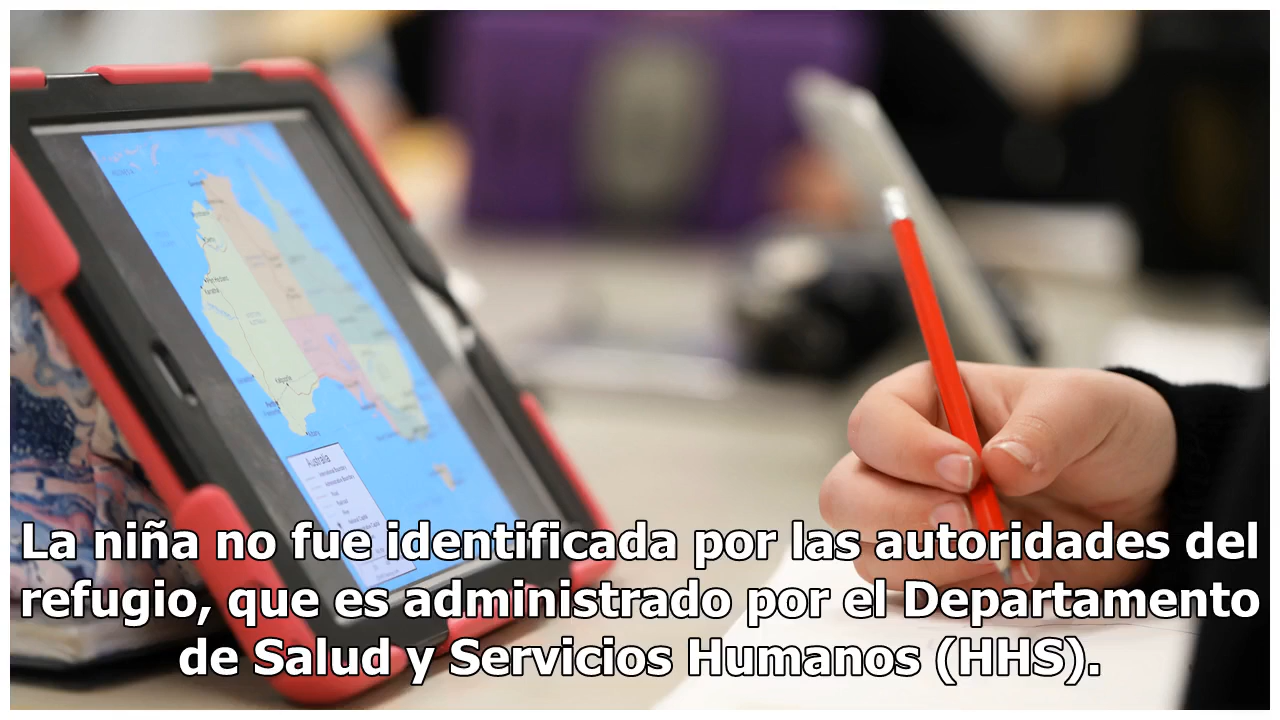 Australia
La niña no fue identificada por las autoridades del
refugio, que es administrado por el Departamento
de Salud y Servicios Humanos (HHS).